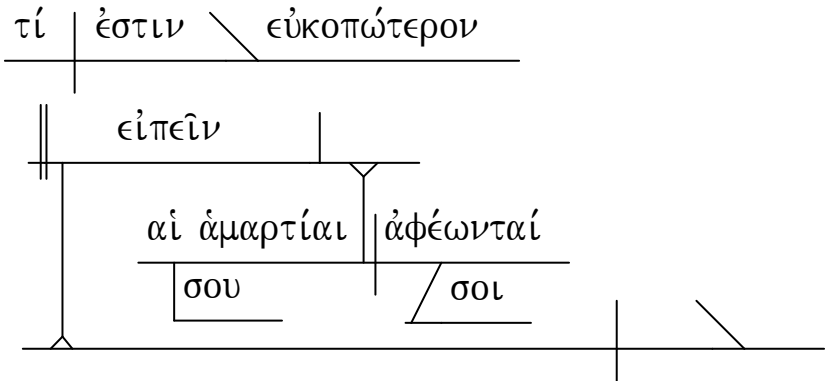 τί ἐστιν εὐκοπώτερον
εἰπεῖν
αἱ ἁμαρτίαι ἀφέωνταί
σου σοι